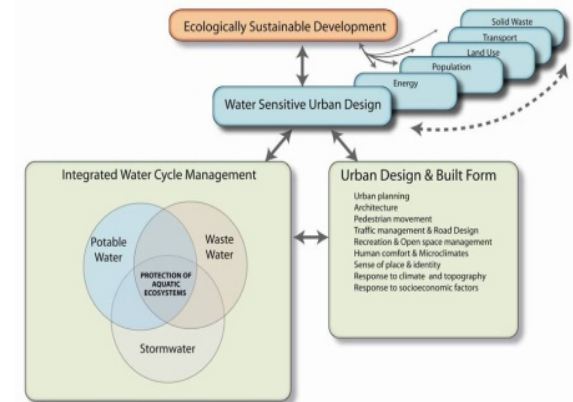 Ecologically Sustainable Development
Solid Waste
Transport
Land Use
Population
Energy
Water Sensitive Urban Design
Integrated Water Cycle Management
Potable
Water
Waste
Water
PROTECTION OF
AQUATIC
ECOSYSTEMS
Stormwater
Urban Design & Built Form
Urban planning
Architecture
Pedestrian movement
Traffic management & Road Design
Recreation & Open space management
Human comfort & Microclimates
Sense of place & identity
Response to climate and topography
Response to socioeconomic factors